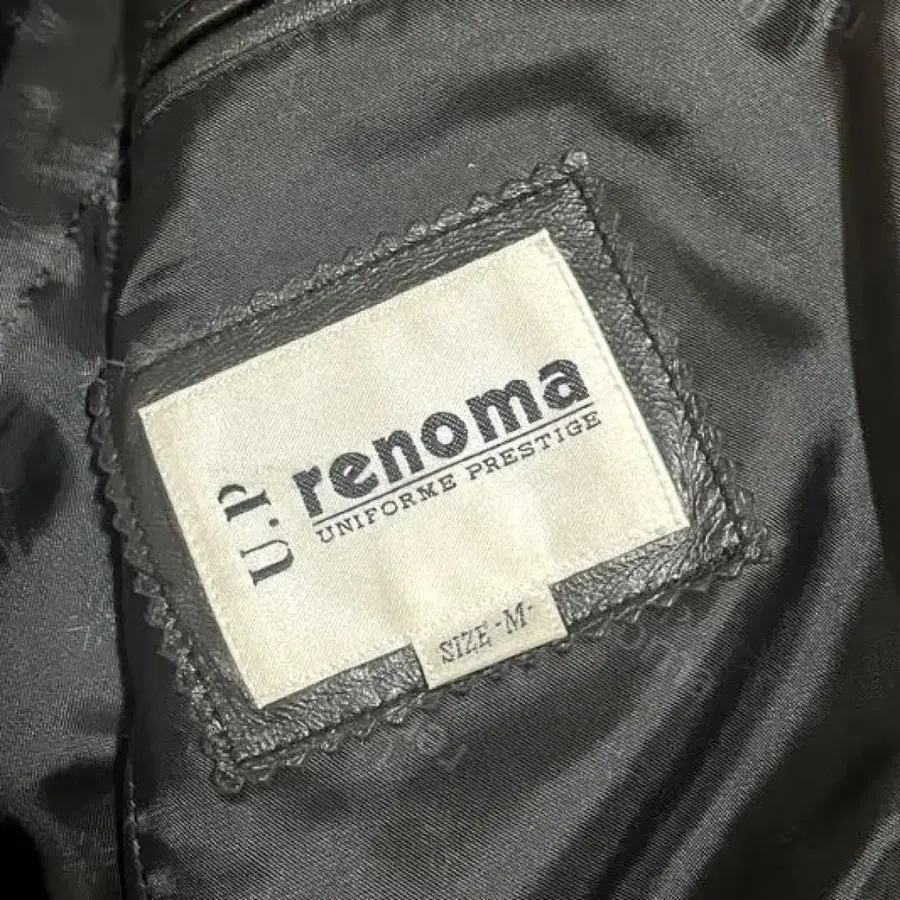 U.P
renoma
UNIFORME PRESTIGE
SIZE -M-